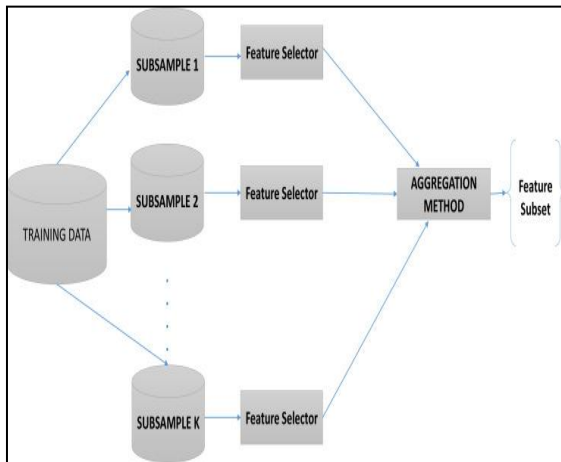 SUBSAMPLE 1
Feature Selector
TRAINING DATA
SUBSAMPLE 2
Feature Selector
AGGREGATION
METHOD
Feature
Subset
SUBSAMPLE K
Feature Selector